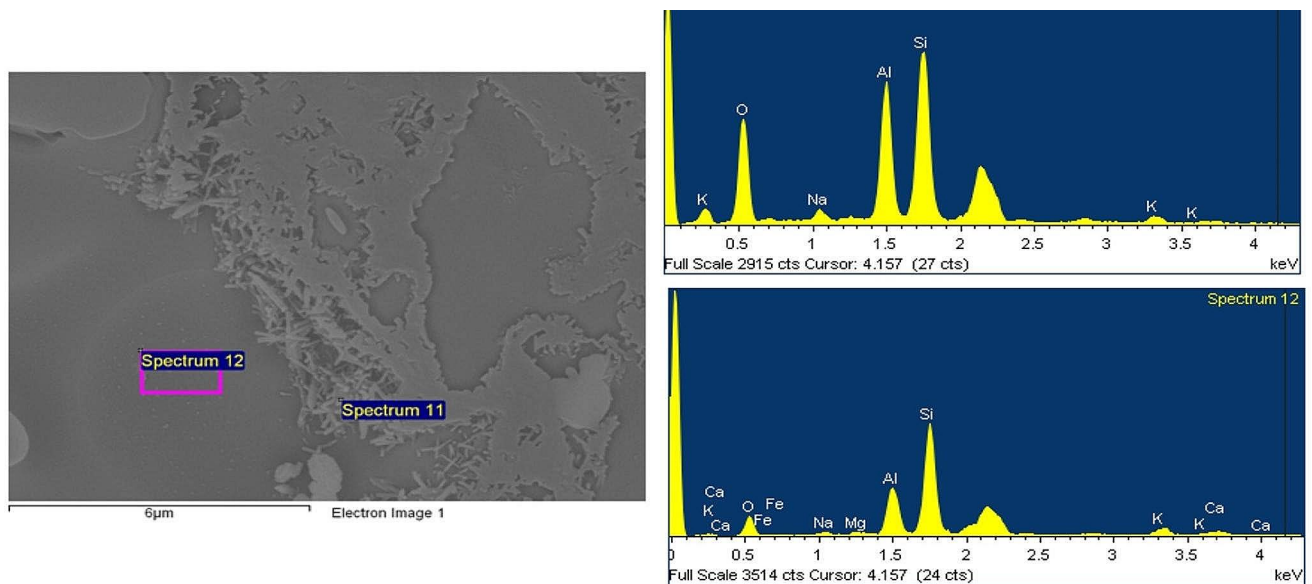 Spectrum 12
Spectrum 11
6µm Electron Image 1
Si
Al
O
K Na K K
0.5 1 1.5 2 2.5 3 3.5 4
Full Scale 2915 cts Cursor: 4.157 (27 cts) keV
Spectrum 12
Si
Al
Ca Fe Ca
K O Fe Na Mg K K
Ca Ca
0 0.5 1 1.5 2 2.5 3 3.5 4
Full Scale 3514 cts Cursor: 4.157 (24 cts) keV